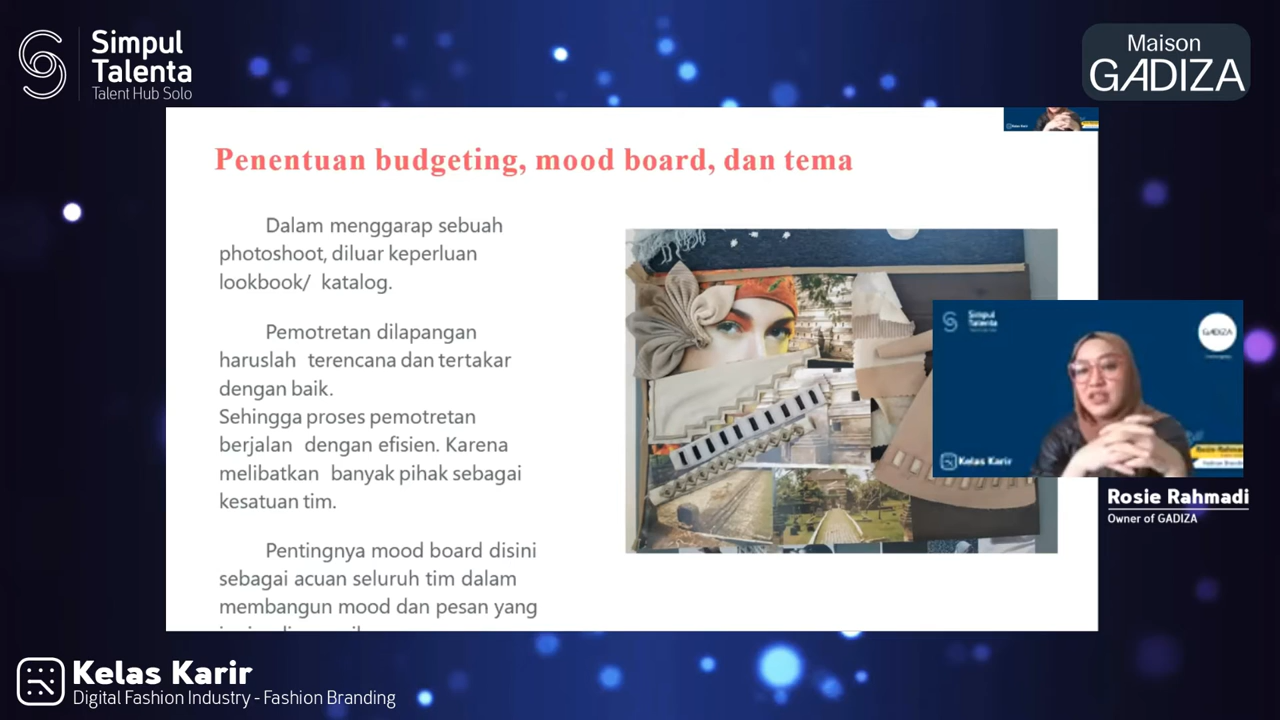 Simpul
Talenta
Talent Hub Solo
Maison
GADIZA
Penentuan budgeting, mood board, dan tema
Dalam menggarap sebuah
photoshoot, diluar keperluan
lookbook/ katalog.
Pemotretan dilapangan
haruslah terencana dan tertakar
dengan baik.
Sehingga proses pemotretan
berjalan dengan efisien. Karena
melibatkan banyak pihak sebagai
kesatuan tim.
Pentingnya mood board disini
sebagai acuan seluruh tim dalam
membangun mood dan pesan yang
Simpul
Talenta
GADIZA
Kelas Karir
Rosie Rahmadi
Owner of GADIZA
Kelas Karir
Digital Fashion Industry - Fashion Branding